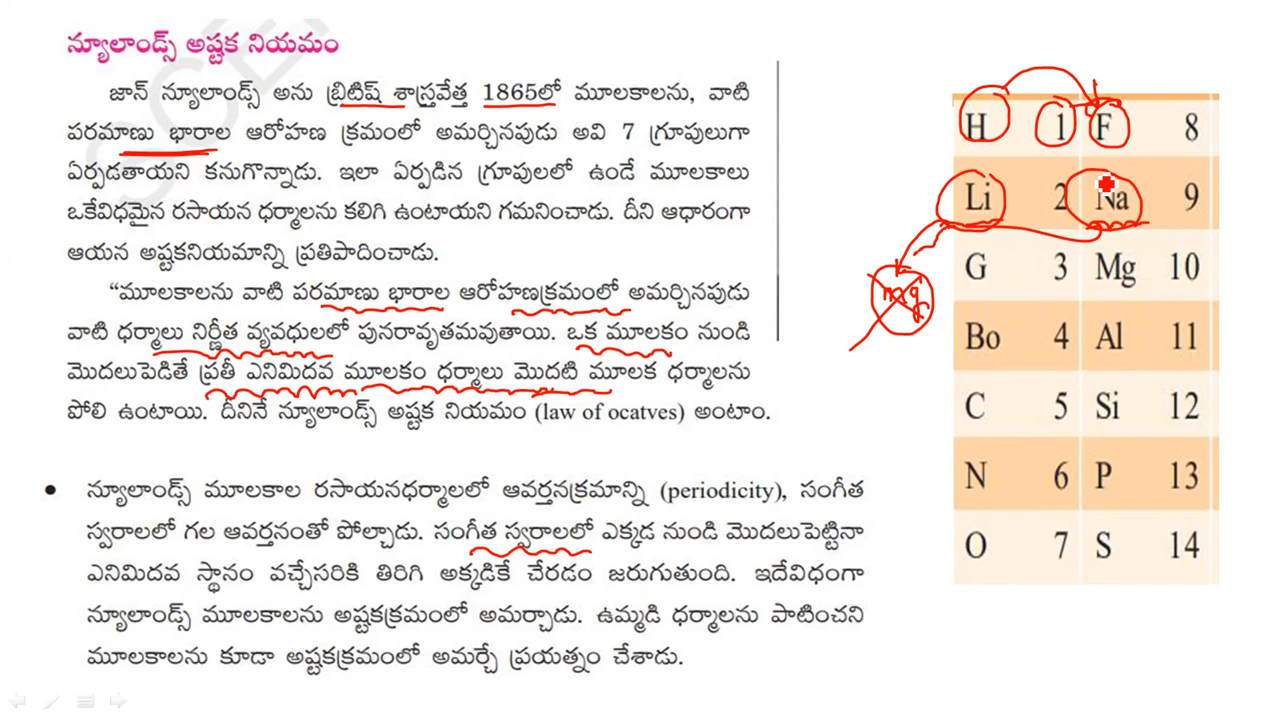 న్యూలాండ్స్ అష్టక నియమం
జాన్ న్యూలాండ్స్ అను బ్రిటిష్ శాస్త్రవేత్త 1865లో మూలకాలను, వాటి
పరమాణు భారాల ఆరోహణ క్రమంలో అమర్చినపుడు అవి 7 గ్రూపులుగా
ఏర్పడతాయని కనుగొన్నాడు. ఇలా ఏర్పడిన గ్రూపులలో ఉండే మూలకాలు
ఒకేవిధమైన రసాయన ధర్మాలను కలిగి ఉంటాయని గమనించాడు. దీని ఆధారంగా
ఆయన అష్టకనియమాన్ని ప్రతిపాదించాడు.
“మూలకాలను వాటి పరమాణు భారాల ఆరోహణక్రమంలో అమర్చినపుడు
వాటి ధర్మాలు నిర్ణీత వ్యవధులలో పునరావృతమవుతాయి. ఒక మూలకం నుండి
మొదలుపెడితే ప్రతీ ఎనిమిదవ మూలకం ధర్మాలు మొదటి మూలక ధర్మాలను
పోలి ఉంటాయి. దీనినే న్యూలాండ్స్ అష్టక నియమం (law of ocatves) అంటాం.
• న్యూలాండ్స్ మూలకాల రసాయనధర్మాలలో ఆవర్తనక్రమాన్ని (periodicity), సంగీత
స్వరాలలో గల ఆవర్తనంతో పోల్చాడు. సంగీత స్వరాలలో ఎక్కడ నుండి మొదలుపెట్టినా
ఎనిమిదవ స్థానం వచ్చేసరికి తిరిగి అక్కడికే చేరడం జరుగుతుంది. ఇదేవిధంగా
న్యూలాండ్స్ మూలకాలను అష్టకక్రమంలో అమర్చాడు. ఉమ్మడి ధర్మాలను పాటించని
మూలకాలను కూడా అష్టకక్రమంలో అమర్చే ప్రయత్నం చేశాడు.
H 1 F 8
Li 2 Na 9
G 3 Mg 10
Bo 4 Al 11
C 5 Si 12
N 6 P 13
O 7 S 14
mg